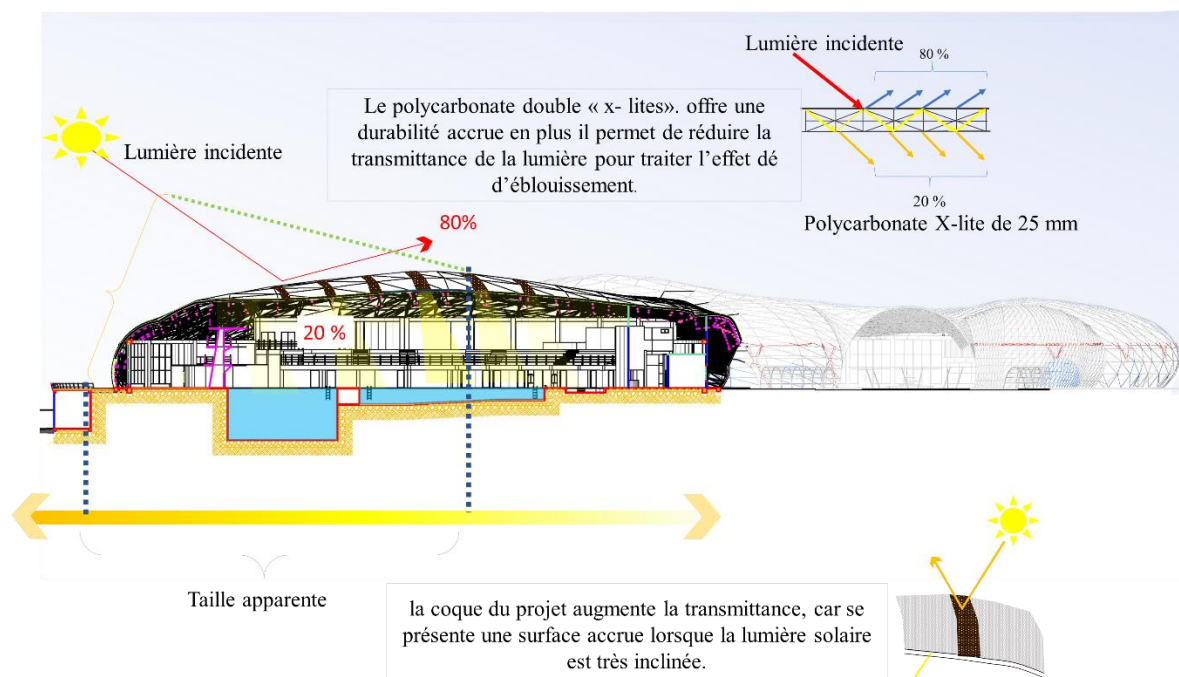 Lumière incidente
80 %
Le polycarbonate double « x- lites». offre une
durabilité accrue en plus il permet de réduire la
transmittance de la lumière pour traiter l’effet dé
d’éblouissement.
Lumière incidente
20 %
Polycarbonate X-lite de 25 mm
80%
20 %
Taille apparente
la coque du projet augmente la transmittance, car se
présente une surface accrue lorsque la lumière solaire
est très inclinée.